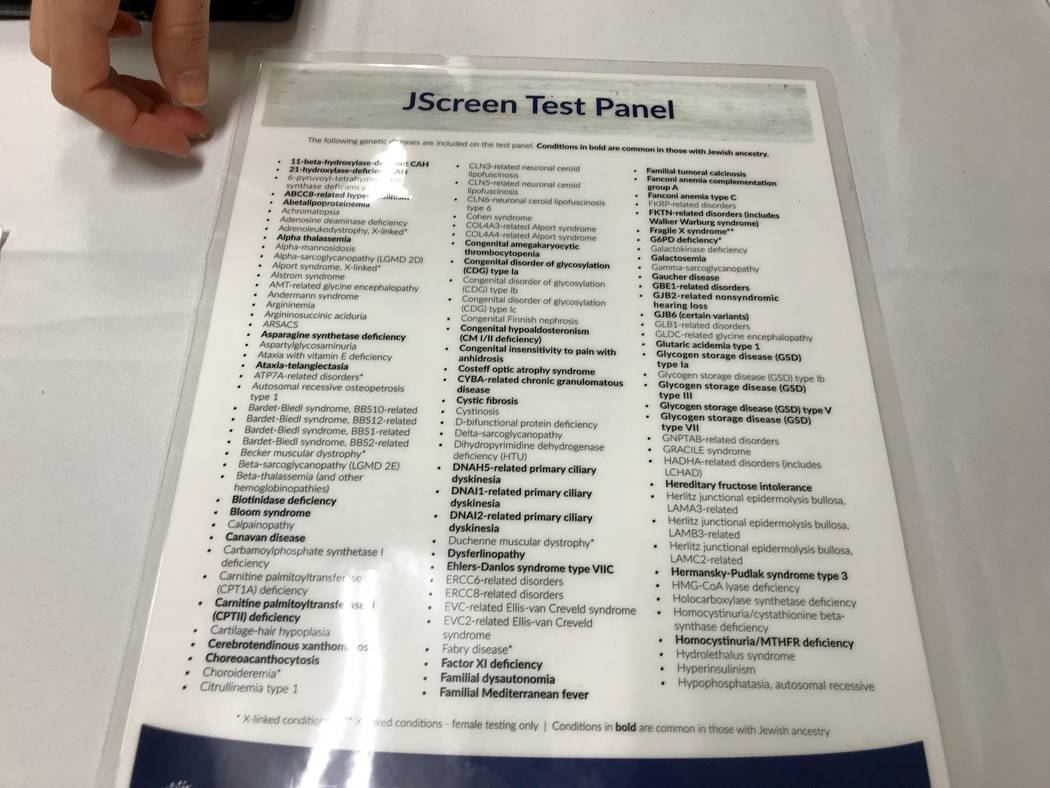 JScreen Test Panel
The following genetic diseases are included on the test panel. Conditions in bold are common in those with Jewish ancestry.
• 11-beta-hydroxylase-de ent CAH
• 21-hydroxylase-deficie AH
• 6-pyruvoyl-tetrahyd
synthase deficiency
• ABCC8-related hype
• Abetalipoproteinemia
• Achromatopsia
• Adenosine deaminase deficiency
• Adrenoleukodystrophy, X-linked*
• Alpha thalassemia
• Alpha-mannosidosis
• Alpha-sarcoglycanopathy (LGMD 2D)
• Alport syndrome, X-linked*
• Alstrom syndrome
• AMT-related glycine encephalopathy
• Andermann syndrome
• Argininemia
• Argininosuccinic aciduria
• ARSACS
• Asparagine synthetase deficiency
• Aspartylglycosaminuria
• Ataxia with vitamin E deficiency
• Ataxia-telangiectasia
• ATP7A-related disorders*
• Autosomal recessive osteopetrosis
type 1
• Bardet-Biedl syndrome, BBS10-related
• Bardet-Biedl syndrome, BBS12-related
• Bardet-Biedl syndrome, BBS1-related
• Bardet-Biedl syndrome, BBS2-related
• Becker muscular dystrophy*
• Beta-sarcoglycanopathy (LGMD 2E)
• Beta-thalassemia (and other
hemoglobinopathies)
• Biotinidase deficiency
• Bloom syndrome
• Calpainopathy
• Canavan disease
• Carbamoylphosphate synthetase I
deficiency
• Carnitine palmitoyltransfer se
(CPT1A) deficiency
• Carnitine palmitoyltransfe ase I
(CPTII) deficiency
• Cartilage-hair hypoplasia
• Cerebrotendinous xanthom os
• Choreoacanthocytosis
• Choroideremia*
• Citrullinemia type 1
• CLN3-related neuronal ceroid
lipofuscinosis
• CLN5-related neuronal ceroid
lipofuscinosis
• CLN6-neuronal ceroid lipofuscinosis
type 6
• Cohen syndrome
• COL4A3-related Alport syndrome
• COL4A4-related Alport syndrome
• Congenital amegakaryocytic
thrombocytopenia
• Congenital disorder of glycosylation
(CDG) type Ia
• Congenital disorder of glycosylation
(CDG) type Ib
• Congenital disorder of glycosylation
(CDG) type Ic
• Congenital Finnish nephrosis
• Congenital hypoaldosteronism
(CM I/II deficiency)
• Congenital insensitivity to pain with
anhidrosis
• Costeff optic atrophy syndrome
• CYBA-related chronic granulomatous
disease
• Cystic fibrosis
• Cystinosis
• D-bifunctional protein deficiency
• Delta-sarcoglycanopathy
• Dihydropyrimidine dehydrogenase
deficiency (HTU)
• DNAH5-related primary ciliary
dyskinesia
• DNAI1-related primary ciliary
dyskinesia
• DNAI2-related primary ciliary
dyskinesia
• Duchenne muscular dystrophy*
• Dysferlinopathy
• Ehlers-Danlos syndrome type VIIC
• ERCC6-related disorders
• ERCC8-related disorders
• EVC-related Ellis-van Creveld syndrome
• EVC2-related Ellis-van Creveld
syndrome
• Fabry disease*
• Factor XI deficiency
• Familial dysautonomia
• Familial Mediterranean fever
• Familial tumoral calcinosis
• Fanconi anemia complementation
group A
• Fanconi anemia type C
• FKRP-related disorders
• FKTN-related disorders (includes
Walker Warburg syndrome)
• Fragile X syndrome**
• G6PD deficiency*
• Galactokinase deficiency
• Galactosemia
• Gamma-sarcoglycanopathy
• Gaucher disease
• GBE1-related disorders
• GJB2-related nonsyndromic
hearing loss
• GJB6 (certain variants)
• GLB1-related disorders
• GLDC-related glycine encephalopathy
• Glutaric acidemia type 1
• Glycogen storage disease (GSD)
type Ia
• Glycogen storage disease (GSD) type Ib
• Glycogen storage disease (GSD)
type III
• Glycogen storage disease (GSD) type V
• Glycogen storage disease (GSD)
type VII
• GNPTAB-related disorders
• GRACILE syndrome
• HADHA-related disorders (includes
LCHAD)
• Hereditary fructose intolerance
• Herlitz junctional epidermolysis bullosa,
LAMA3-related
• Herlitz junctional epidermolysis bullosa,
LAMB3-related
• Herlitz junctional epidermolysis bullosa,
LAMC2-related
• Hermansky-Pudlak syndrome type 3
• HMG-CoA lyase deficiency
• Holocarboxylase synthetase deficiency
• Homocystinuria/cystathionine beta-
synthase deficiency
• Homocystinuria/MTHFR deficiency
• Hydrolethalus syndrome
• Hyperinsulinism
• Hypophosphatasia, autosomal recessive
* X-linked conditio ** X ked conditions - female testing only | Conditions in bold are common in those with Jewish ancestry